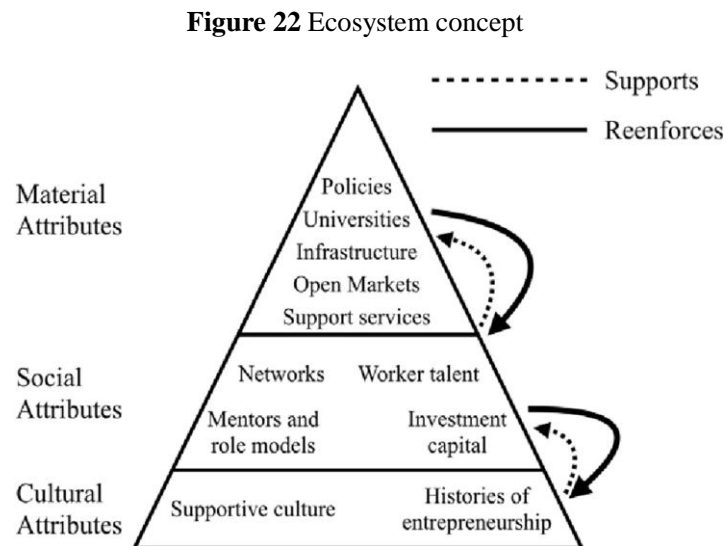 Figure 22 Ecosystem concept
Supports
Reenforces
Material
Attributes
Policies
Universities
Infrastructure
Open Markets
Support services
Social
Attributes
Networks
Worker talent
Mentors and
role models
Investment
capital
Cultural
Attributes
Supportive culture
Histories of
entrepreneurship